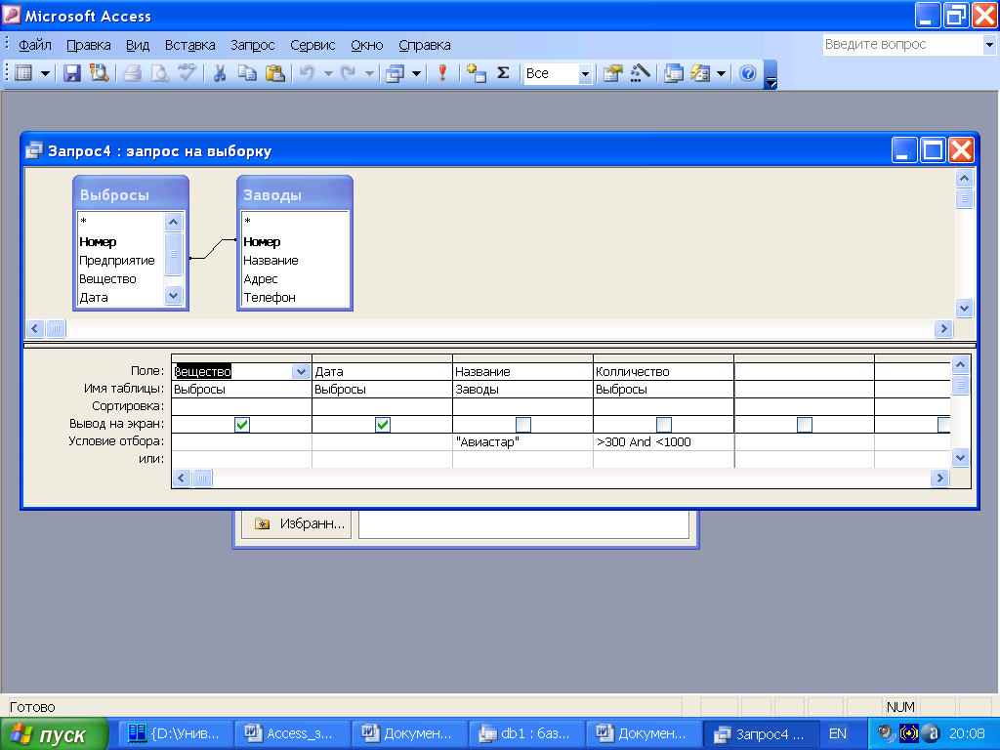 Microsoft Access
Файл Правка Вид Вставка Запрос Сервис Окно Справка
Введите вопрос
Все
Запрос4 : запрос на выборку
Выбросы
*
Номер
Предприятие
Вещество
Дата
Заводы
*
Номер
Название
Адрес
Телефон
Поле: Вещество Дата Название Колличество
Имя таблицы: Выбросы Выбросы Заводы Выбросы
Сортировка:
Вывод на экран:
Условие отбора: "Авиастар" >300 And <1000
или:
Избранн...
Готово
NUM
пуск {D:\Унив... Access_з... Докумен... db1 : баз... Докумен... Запрос4 ... EN 20:08